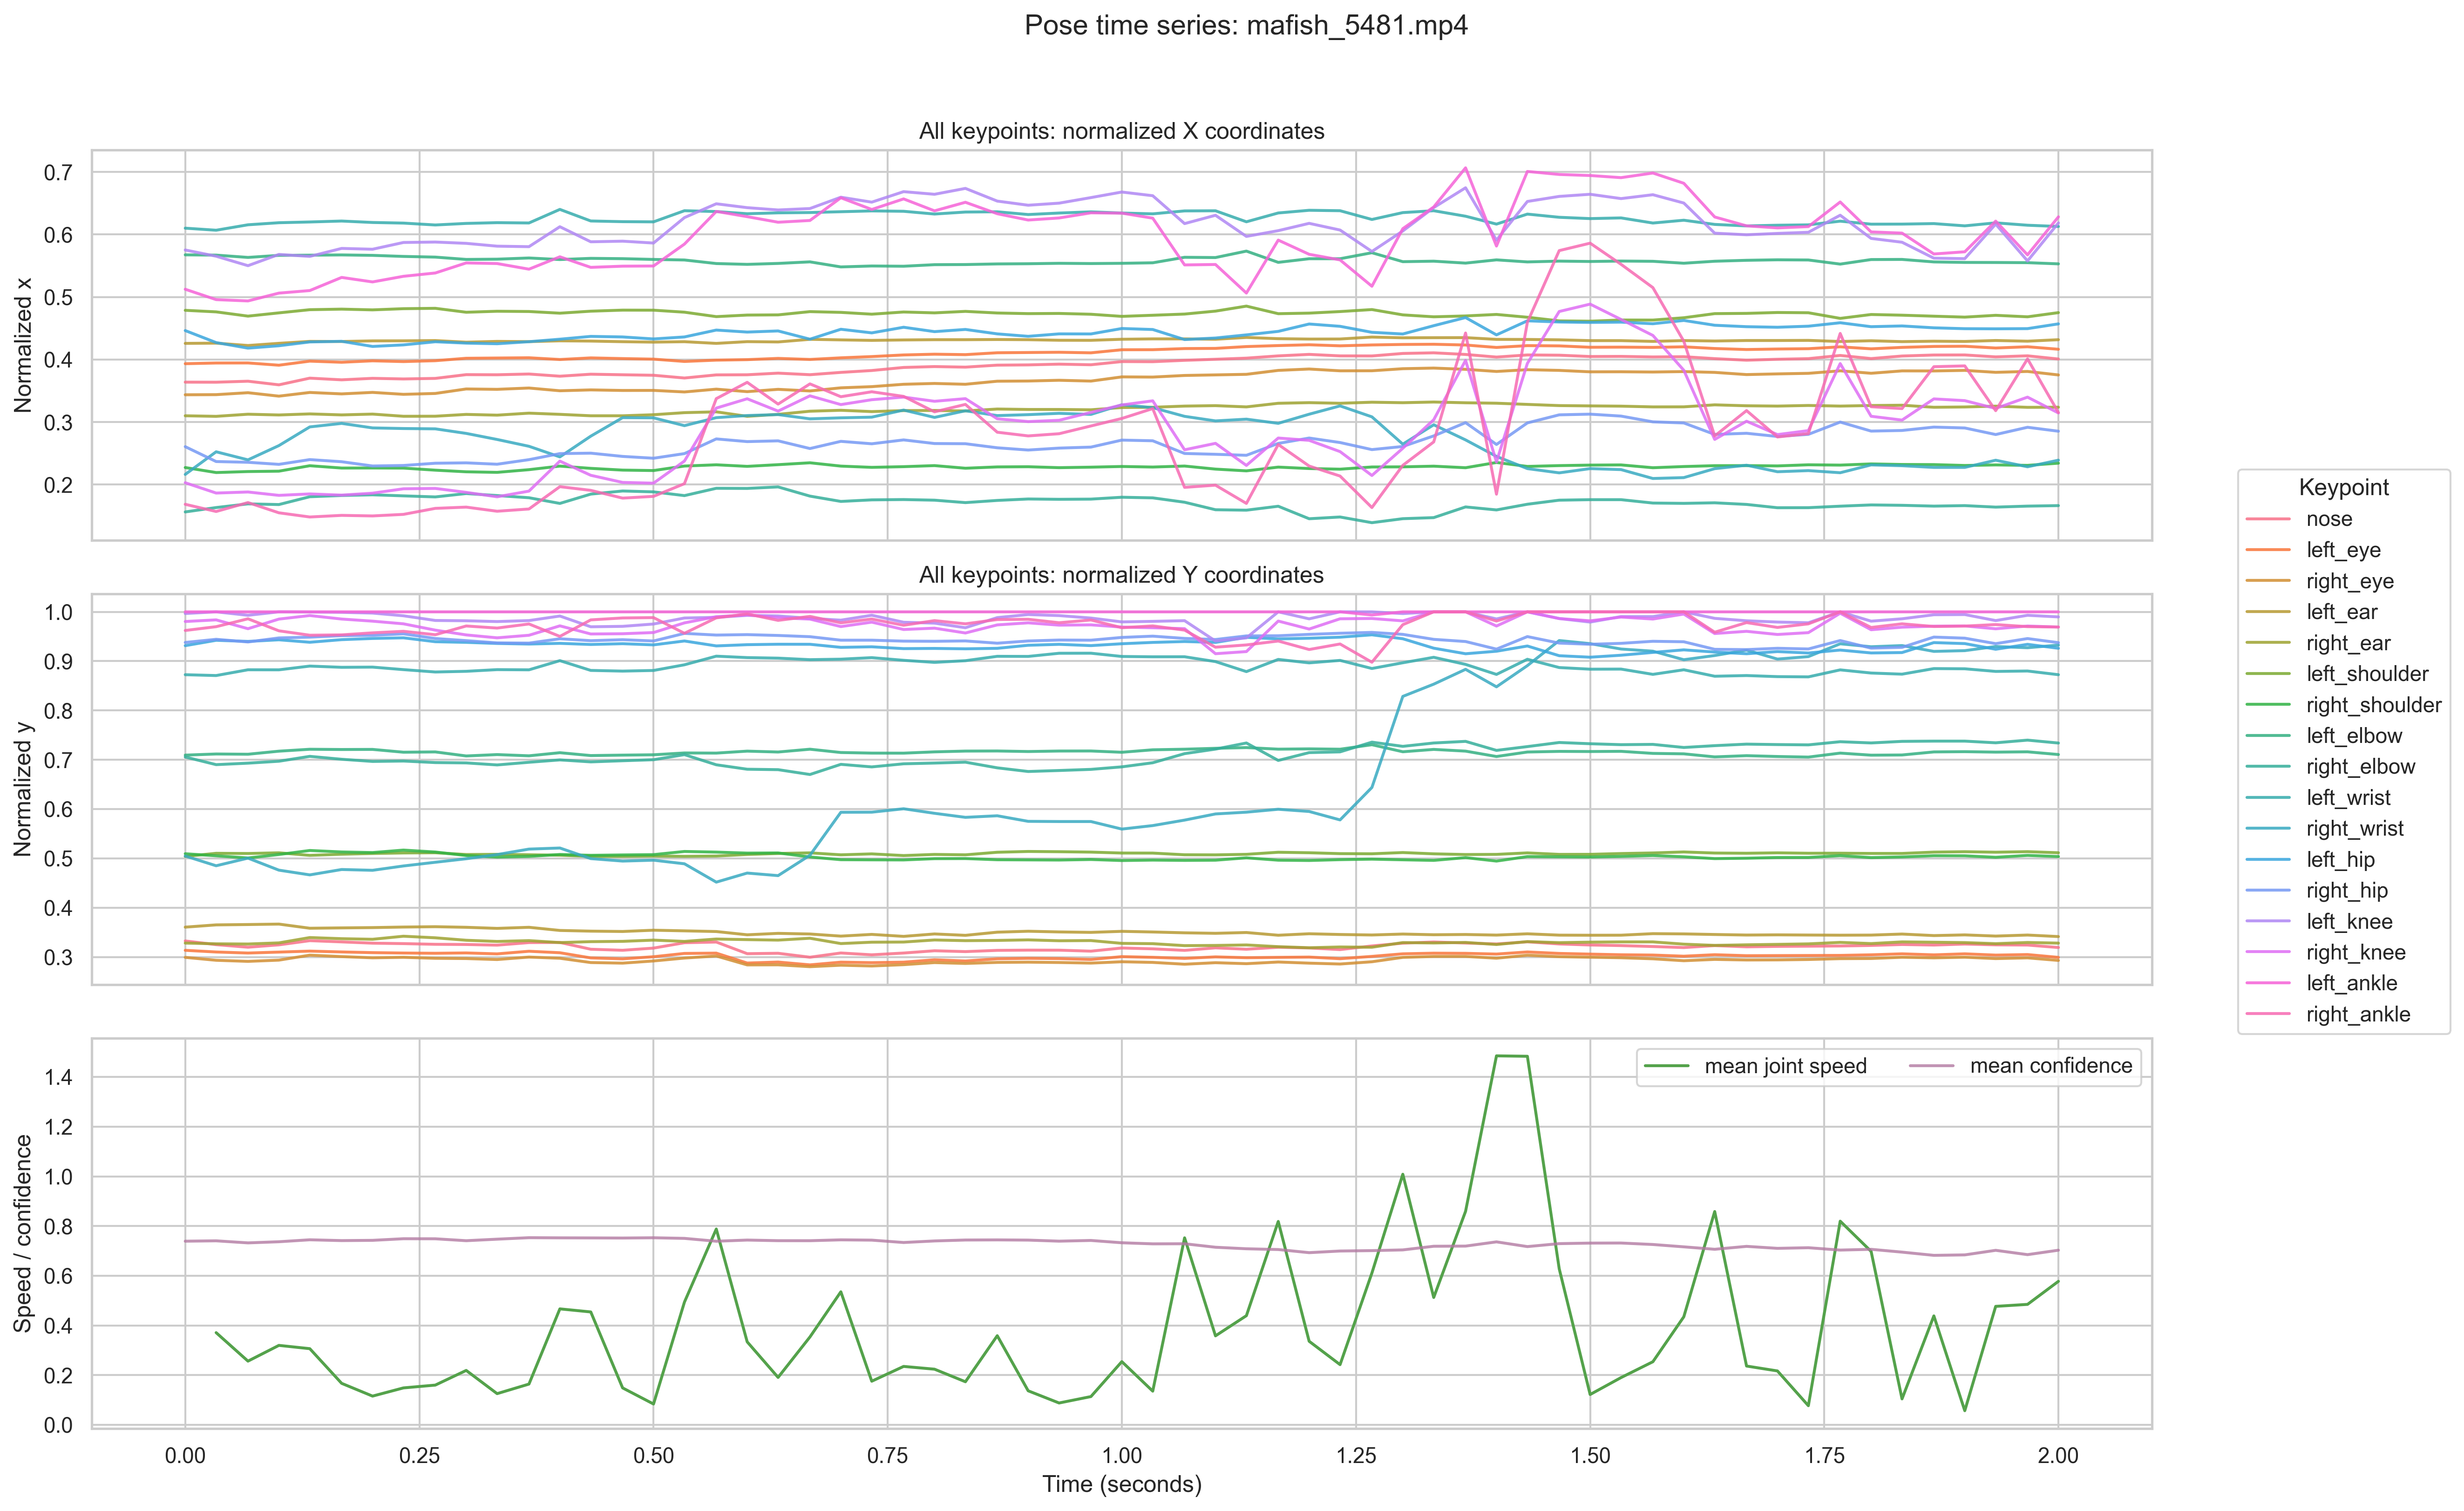 Pose time series: mafish_5481.mp4
All keypoints: normalized X coordinates
Normalized x
0.7
0.6
0.5
0.4
0.3
0.2
All keypoints: normalized Y coordinates
Normalized y
1.0
0.9
0.8
0.7
0.6
0.5
0.4
0.3
Keypoint
nose
left_eye
right_eye
left_ear
right_ear
left_shoulder
right_shoulder
left_elbow
right_elbow
left_wrist
right_wrist
left_hip
right_hip
left_knee
right_knee
left_ankle
right_ankle
Speed / confidence
mean joint speed mean confidence
1.4
1.2
1.0
0.8
0.6
0.4
0.2
0.0
0.00 0.25 0.50 0.75 1.00 1.25 1.50 1.75 2.00
Time (seconds)